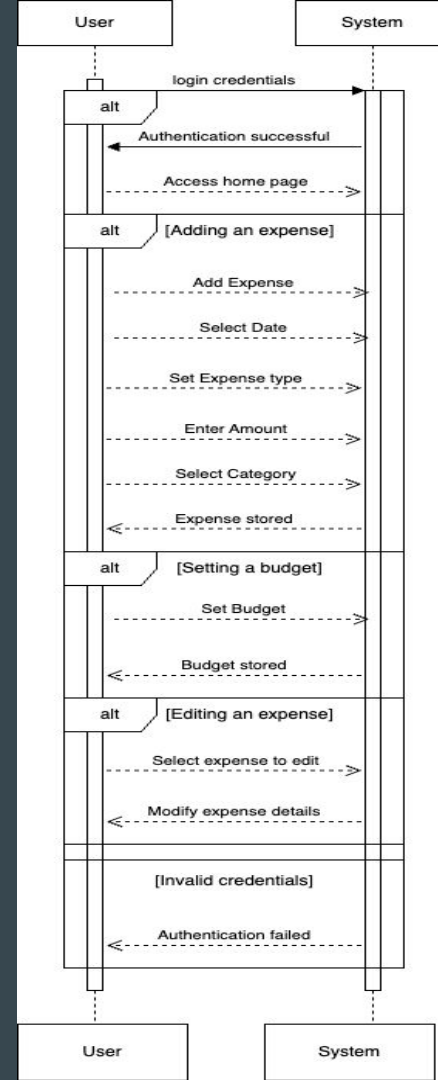 User
System
login credentials
alt
Authentication successful
Access home page
alt
[Adding an expense]
Add Expense
Select Date
Set Expense type
Enter Amount
Select Category
Expense stored
alt
[Setting a budget]
Set Budget
Budget stored
alt
[Editing an expense]
Select expense to edit
Modify expense details
[Invalid credentials]
Authentication failed
User
System